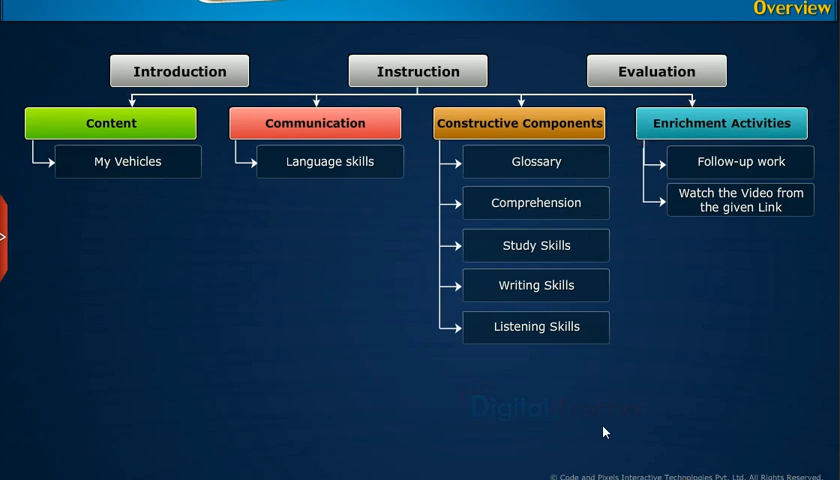 Overview
Introduction
Instruction
Evaluation
Content
Communication
Constructive Components
Enrichment Activities
My Vehicles
Language skills
Glossary
Comprehension
Study Skills
Writing Skills
Listening Skills
Follow-up work
Watch the Video from
the given Link
Digital
© Code and Pixels Interactive Technologies Pvt. Ltd. All Rights Reserved.